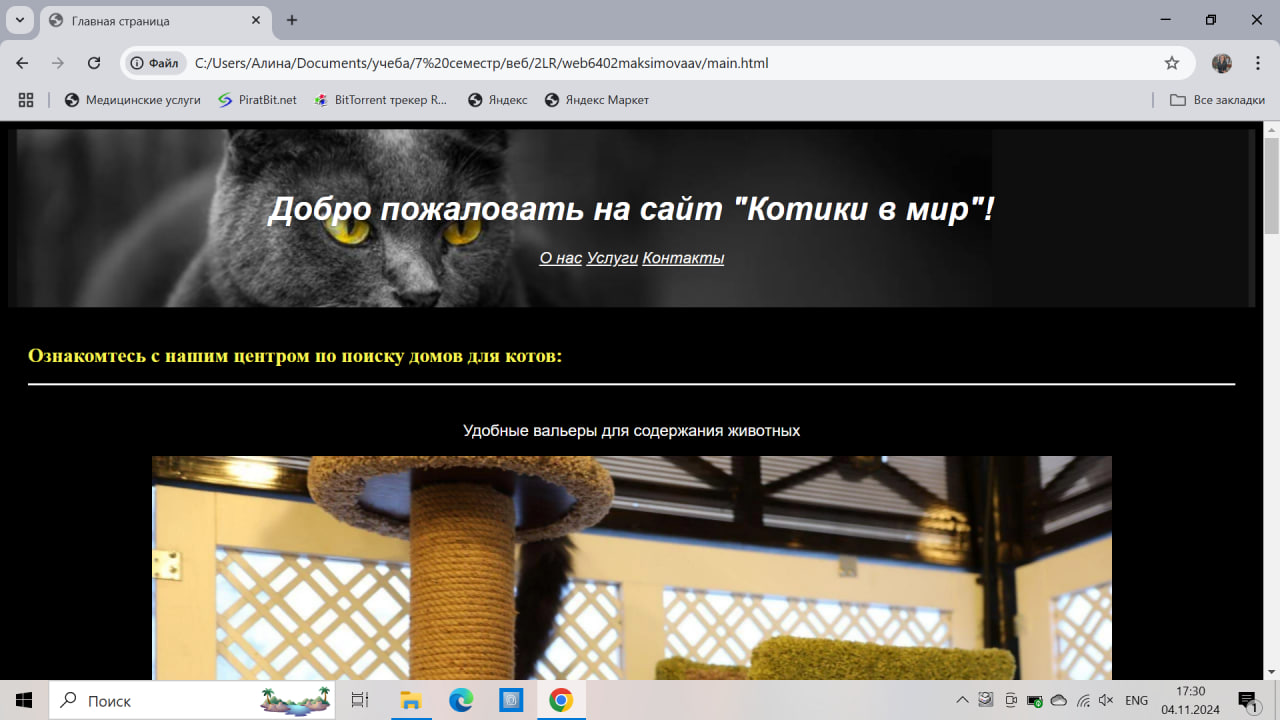 Главная страница
Файл
C:/Users/Алина/Documents/учеба/7%20семестр/веб/2LR/web6402maksimovaav/main.html
Медицинские услуги PiratBit.net BitTorrent трекер R... Яндекс Яндекс Маркет Все закладки
Добро пожаловать на сайт "Котики в мир"!
О нас Услуги Контакты
Ознакомтесь с нашим центром по поиску домов для котов:
Удобные вальеры для содержания животных
Поиск
ENG
17:30
04.11.2024
1